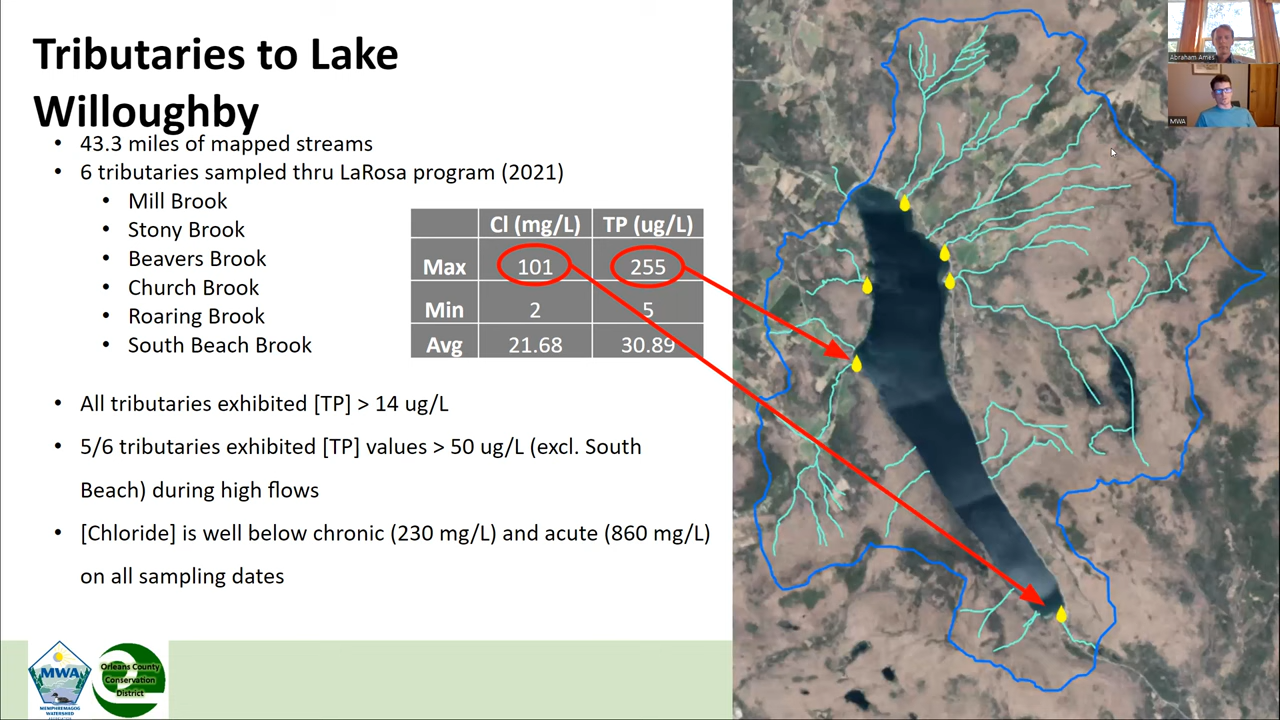 Tributaries to Lake
Willoughby
• 43.3 miles of mapped streams
• 6 tributaries sampled thru LaRosa program (2021)
• Mill Brook
• Stony Brook
• Beavers Brook
• Church Brook
• Roaring Brook
• South Beach Brook
Cl (mg/L) TP (ug/L)
Max 101 255
Min 2 5
Avg 21.68 30.89
• All tributaries exhibited [TP] > 14 ug/L
• 5/6 tributaries exhibited [TP] values > 50 ug/L (excl. South
Beach) during high flows
• [Chloride] is well below chronic (230 mg/L) and acute (860 mg/L)
on all sampling dates
MWA
MEMPHREMAGOG
WATERSHED
Orleans County
Conservation
District
Abraham Ames
MWA